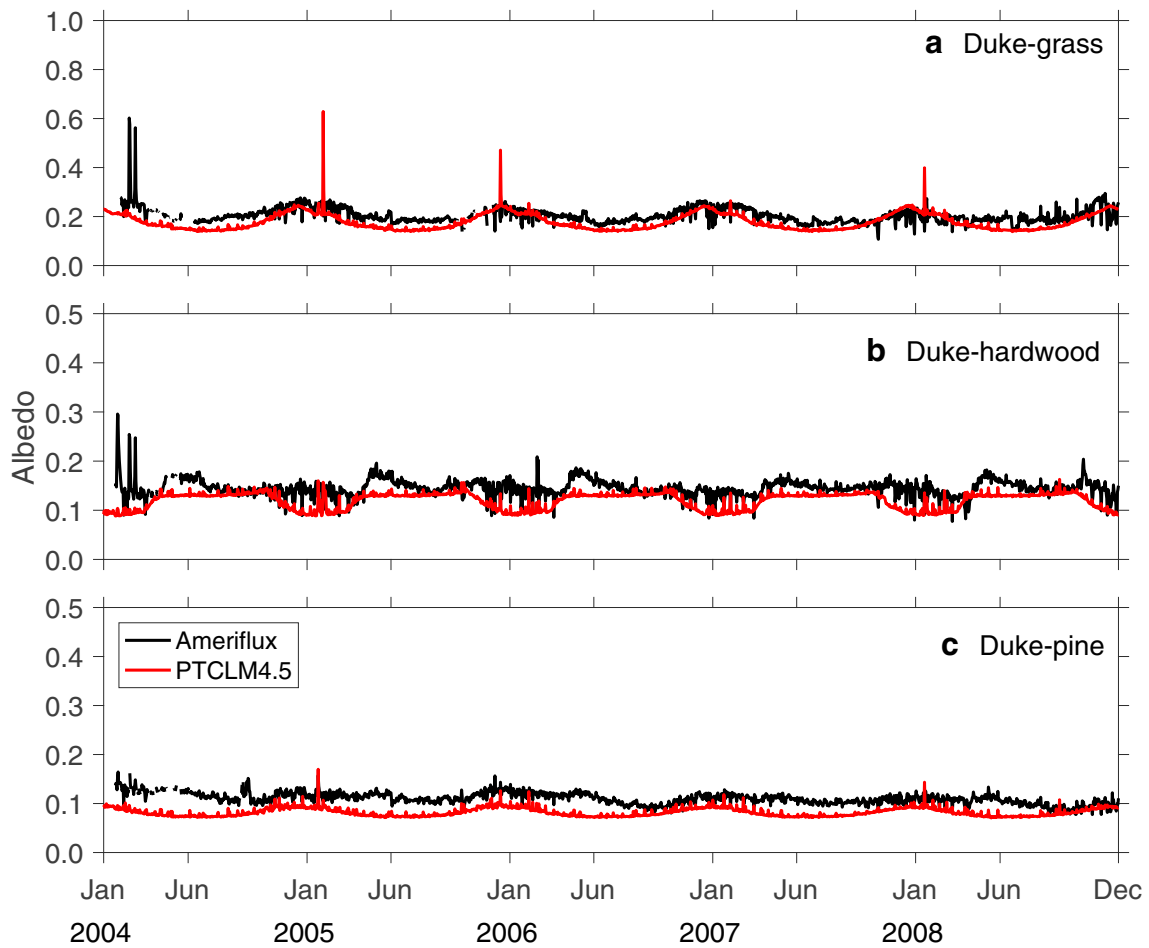 1.0
a Duke-grass
0.8
0.6
0.4
0.2
0.0
0.5
b Duke-hardwood
0.4
0.3
0.2
0.1
0.0
Albedo
0.5
Ameriflux
PTCLM4.5
c Duke-pine
0.4
0.3
0.2
0.1
0.0
Jan Jun Jan Jun Jan Jun Jan Jun Jan Jun Dec
2004 2005 2006 2007 2008